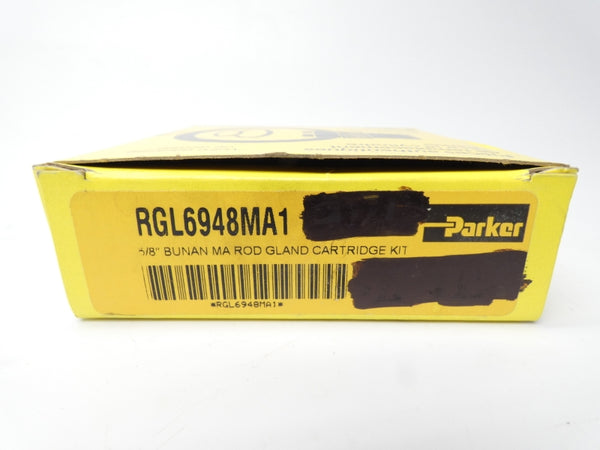 RGL6948MA1
Parker
5/8" BUNAN MA ROD GLAND CARTRIDGE KIT
*RGL6948MA1*